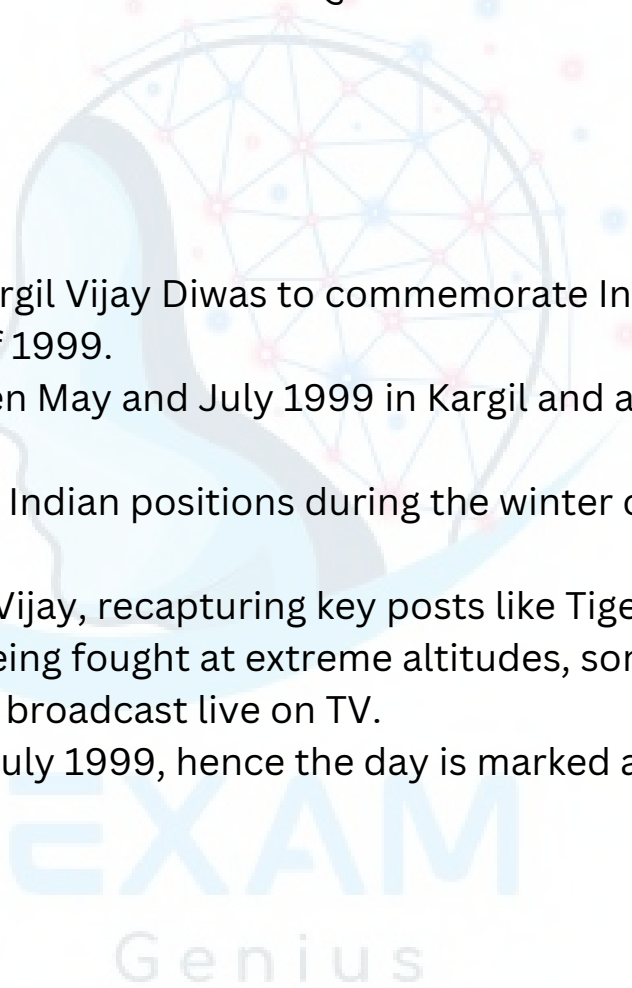 rgil Vijay Diwas to commemorate In
f 1999.
en May and July 1999 in Kargil and a
Indian positions during the winter o
Vijay, recapturing key posts like Tige
eing fought at extreme altitudes, som
broadcast live on TV.
uly 1999, hence the day is marked a
EXAM
Genius